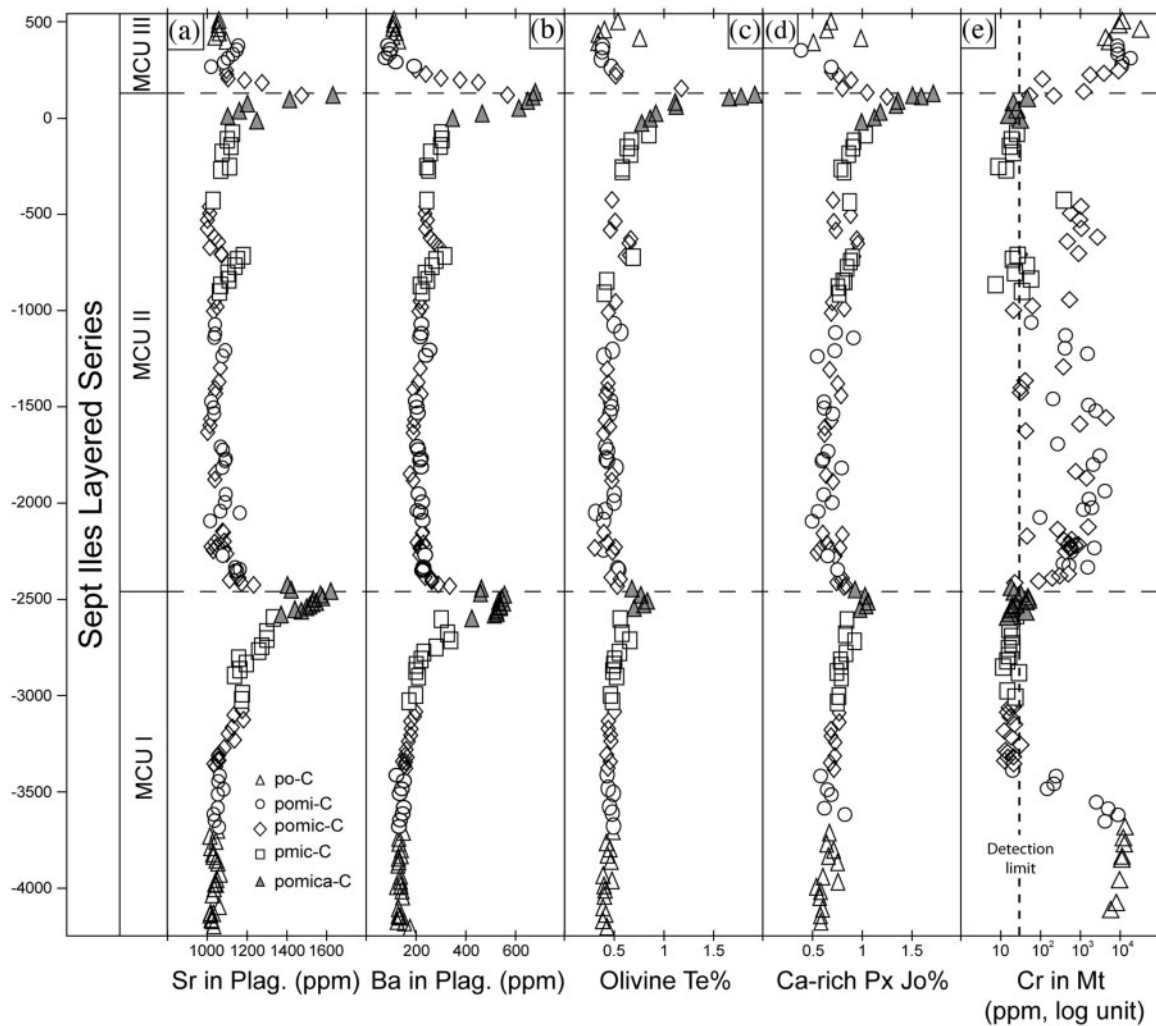 Sept Iles Layered Series
500
0
-500
-1000
-1500
-2000
-2500
-3000
-3500
-4000
MCU III
MCU II
MCU I
(a)
(b)
(c)
(d)
(e)
po-C
pomi-C
pomic-C
pmic-C
pomica-C
Detection
limit
1000 1200 1400 1600
Sr in Plag. (ppm)
200 400 600
Ba in Plag. (ppm)
0.5 1 1.5
Olivine Te%
0.5 1 1.5
Ca-rich Px Jo%
10 10² 10³ 10⁴
Cr in Mt
(ppm, log unit)